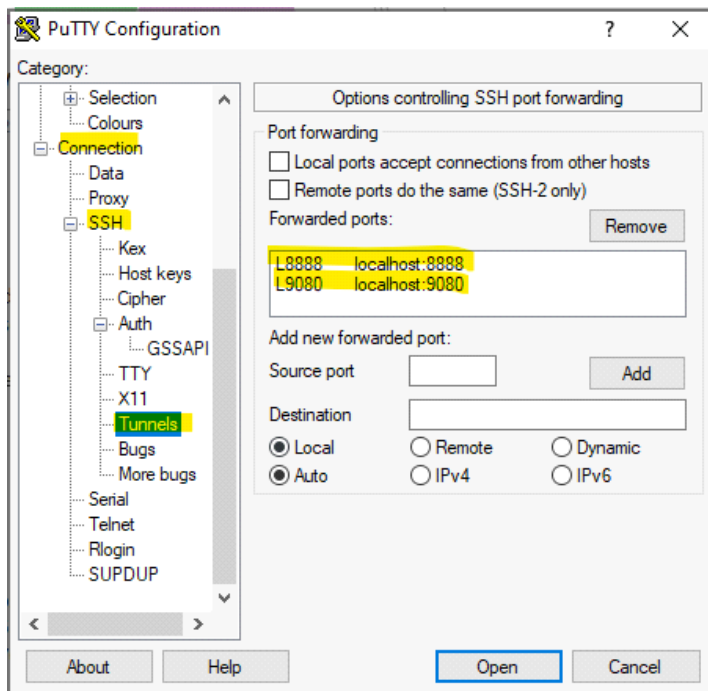 PuTTY Configuration
?
Category:
Selection
Colours
Connection
Data
Proxy
SSH
Kex
Host keys
Cipher
Auth
GSSAPI
TTY
X11
Tunnels
Bugs
More bugs
Serial
Telnet
Rlogin
SUPDUP
Options controlling SSH port forwarding
Port forwarding
Local ports accept connections from other hosts
Remote ports do the same (SSH-2 only)
Forwarded ports:
Remove
L8888 localhost:8888
L9080 localhost:9080
Add new forwarded port:
Source port
Add
Destination
Local Remote Dynamic
Auto IPv4 IPv6
About Help Open Cancel